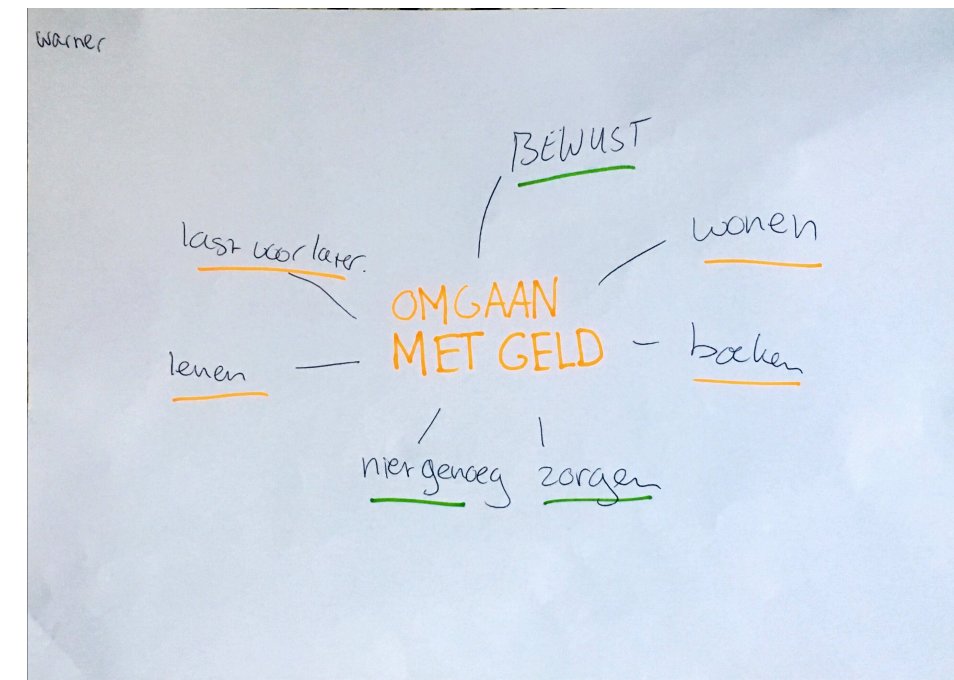 warner
BEWUST
wonen
last voor later.
OMGAAN
MET GELD
boeken
lenen
niet genoeg
zorgen